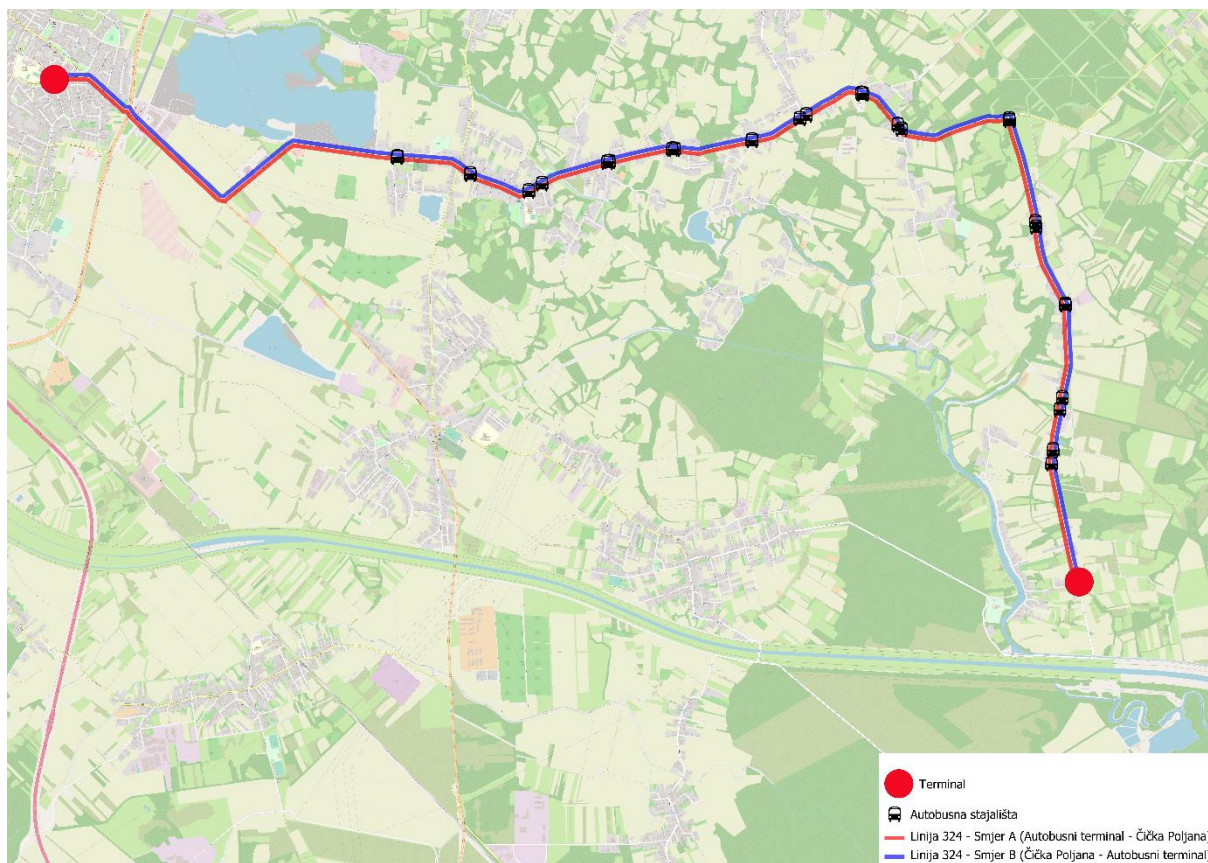 Terminal
Autobusna stajališta
Linija 324 - Smjer A (Autobusni terminal - Čička Poljana)
Linija 324 - Smjer B (Čička Poljana - Autobusni terminal)